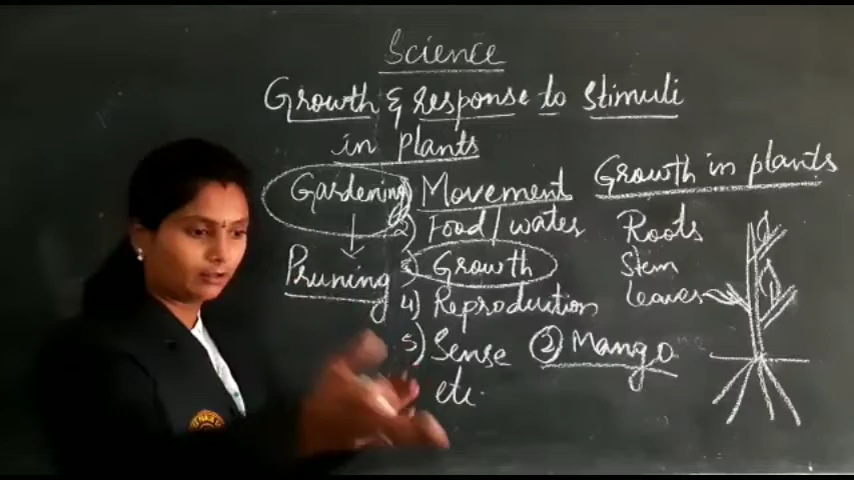 Science
Growth & response to stimuli
in plants
Gardening
Pruning
1) Movement
2) Food/water
3) Growth
4) Reproduction
5) Sense
etc.
② Mango
Growth in plants
Roots
Stem
leaves